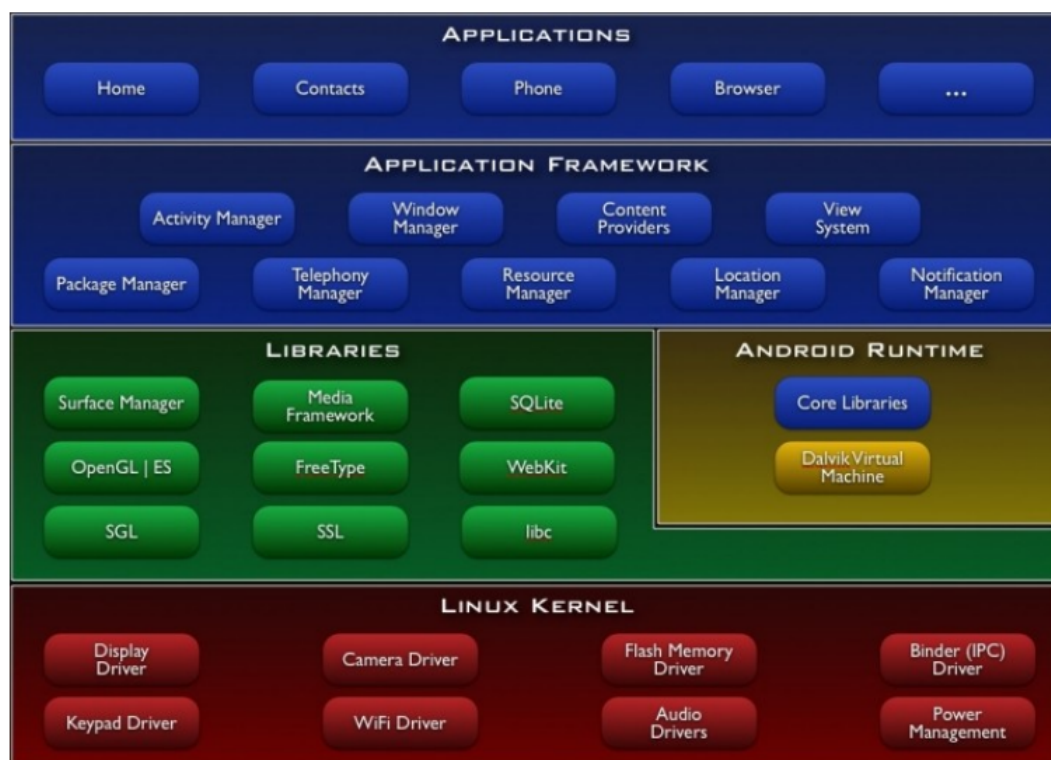 APPLICATIONS
Home
Contacts
Phone
Browser
...
APPLICATION FRAMEWORK
Activity Manager
Window
Manager
Content
Providers
View
System
Package Manager
Telephony
Manager
Resource
Manager
Location
Manager
Notification
Manager
LIBRARIES
Surface Manager
Media
Framework
SQLite
OpenGL | ES
FreeType
WebKit
SGL
SSL
libc
ANDROID RUNTIME
Core Libraries
Dalvik Virtual
Machine
LINUX KERNEL
Display
Driver
Camera Driver
Flash Memory
Driver
Binder (IPC)
Driver
Keypad Driver
WiFi Driver
Audio
Drivers
Power
Management